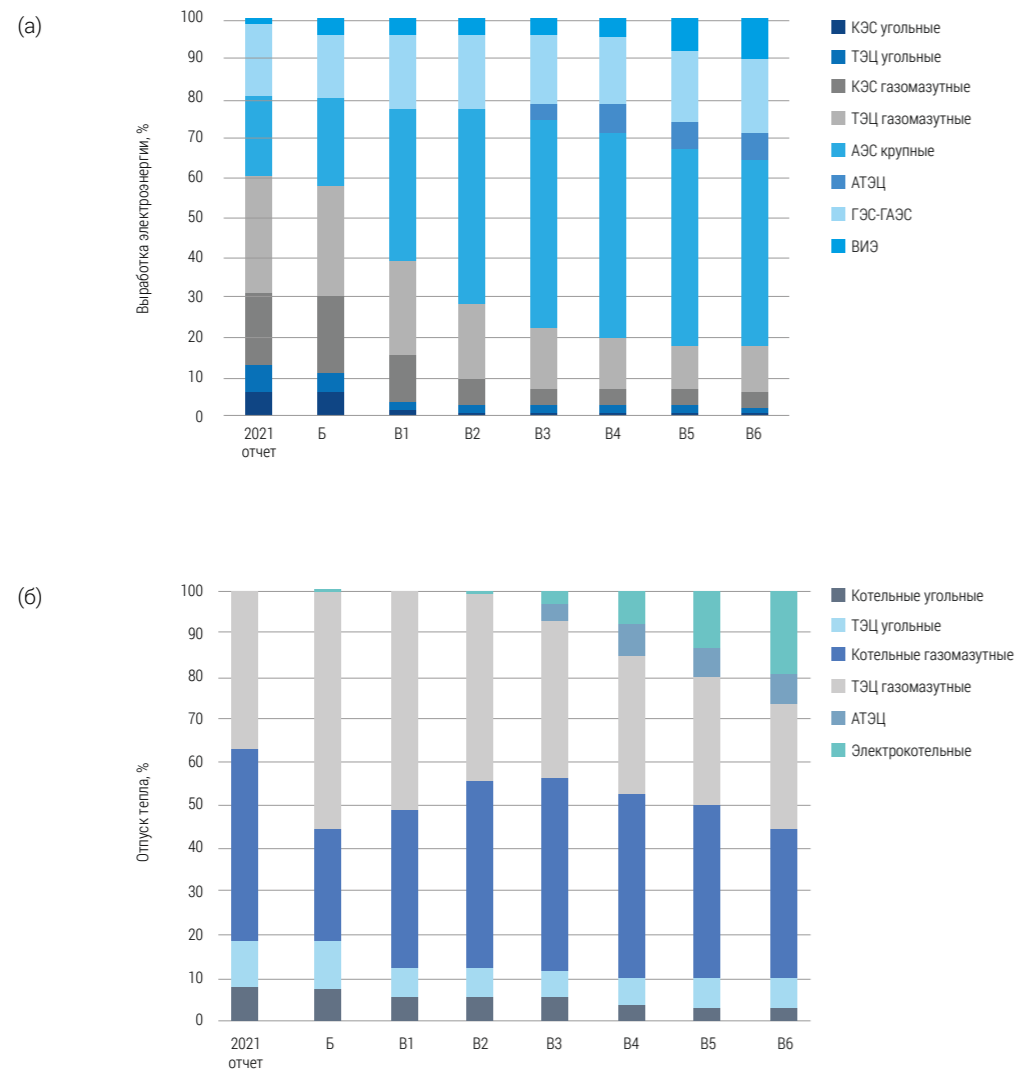 (а)
Выработка электроэнергии, %
100
90
80
70
60
50
40
30
20
10
0
2021
отчет
Б
В1
В2
В3
В4
В5
В6
КЭС угольные
ТЭЦ угольные
КЭС газомазутные
ТЭЦ газомазутные
АЭС крупные
АТЭЦ
ГЭС-ГАЭС
ВИЭ
(б)
Отпуск тепла, %
100
90
80
70
60
50
40
30
20
10
0
2021
отчет
Б
В1
В2
В3
В4
В5
В6
Котельные угольные
ТЭЦ угольные
Котельные газомазутные
ТЭЦ газомазутные
АТЭЦ
Электрокотельные